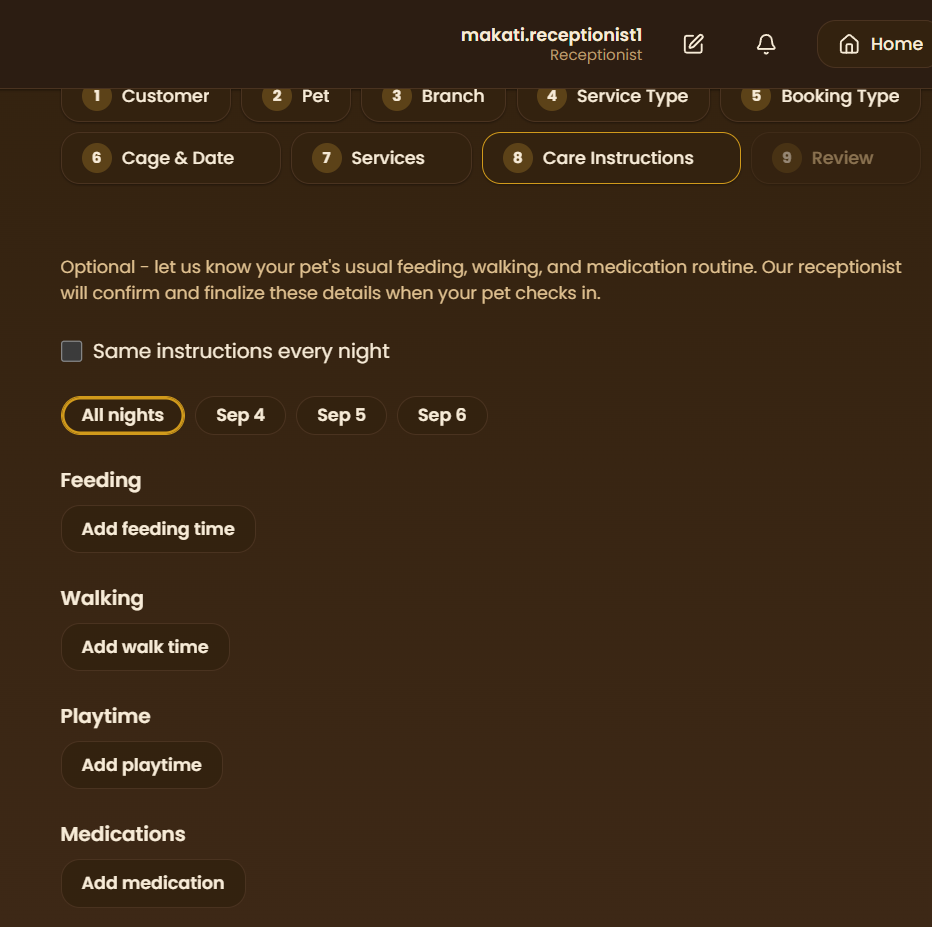 makati.receptionist1
Receptionist
Home
1 Customer
2 Pet
3 Branch
4 Service Type
5 Booking Type
6 Cage & Date
7 Services
8 Care Instructions
9 Review
Optional - let us know your pet's usual feeding, walking, and medication routine. Our receptionist
will confirm and finalize these details when your pet checks in.
Same instructions every night
All nights
Sep 4
Sep 5
Sep 6
Feeding
Add feeding time
Walking
Add walk time
Playtime
Add playtime
Medications
Add medication